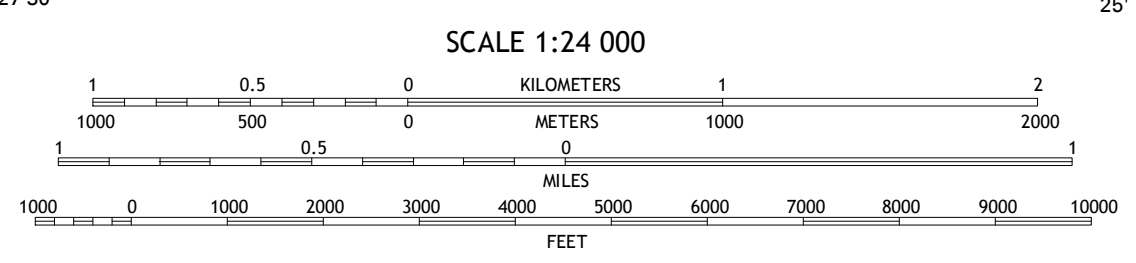 27'30"
25'
SCALE 1:24 000
1 0.5 0 KILOMETERS 1 2
1000 500 0 METERS 1000 2000
1 0.5 0 1
MILES
1000 0 1000 2000 3000 4000 5000 6000 7000 8000 9000 10000
FEET